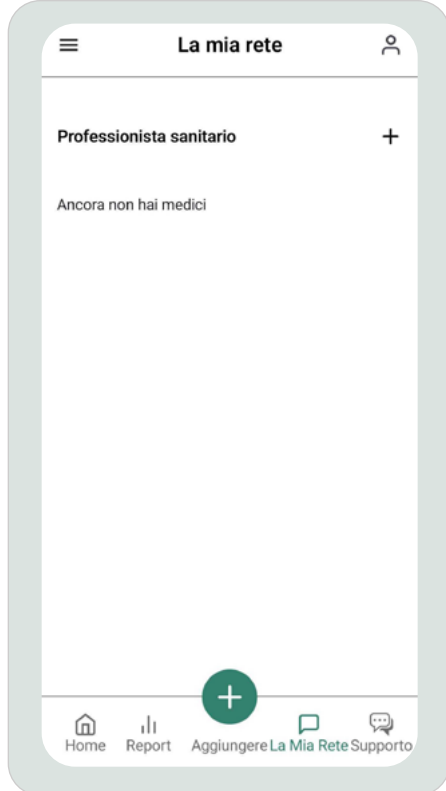 La mia rete
Professionista sanitario
Ancora non hai medici
Home Report Aggiungere La Mia Rete Supporto